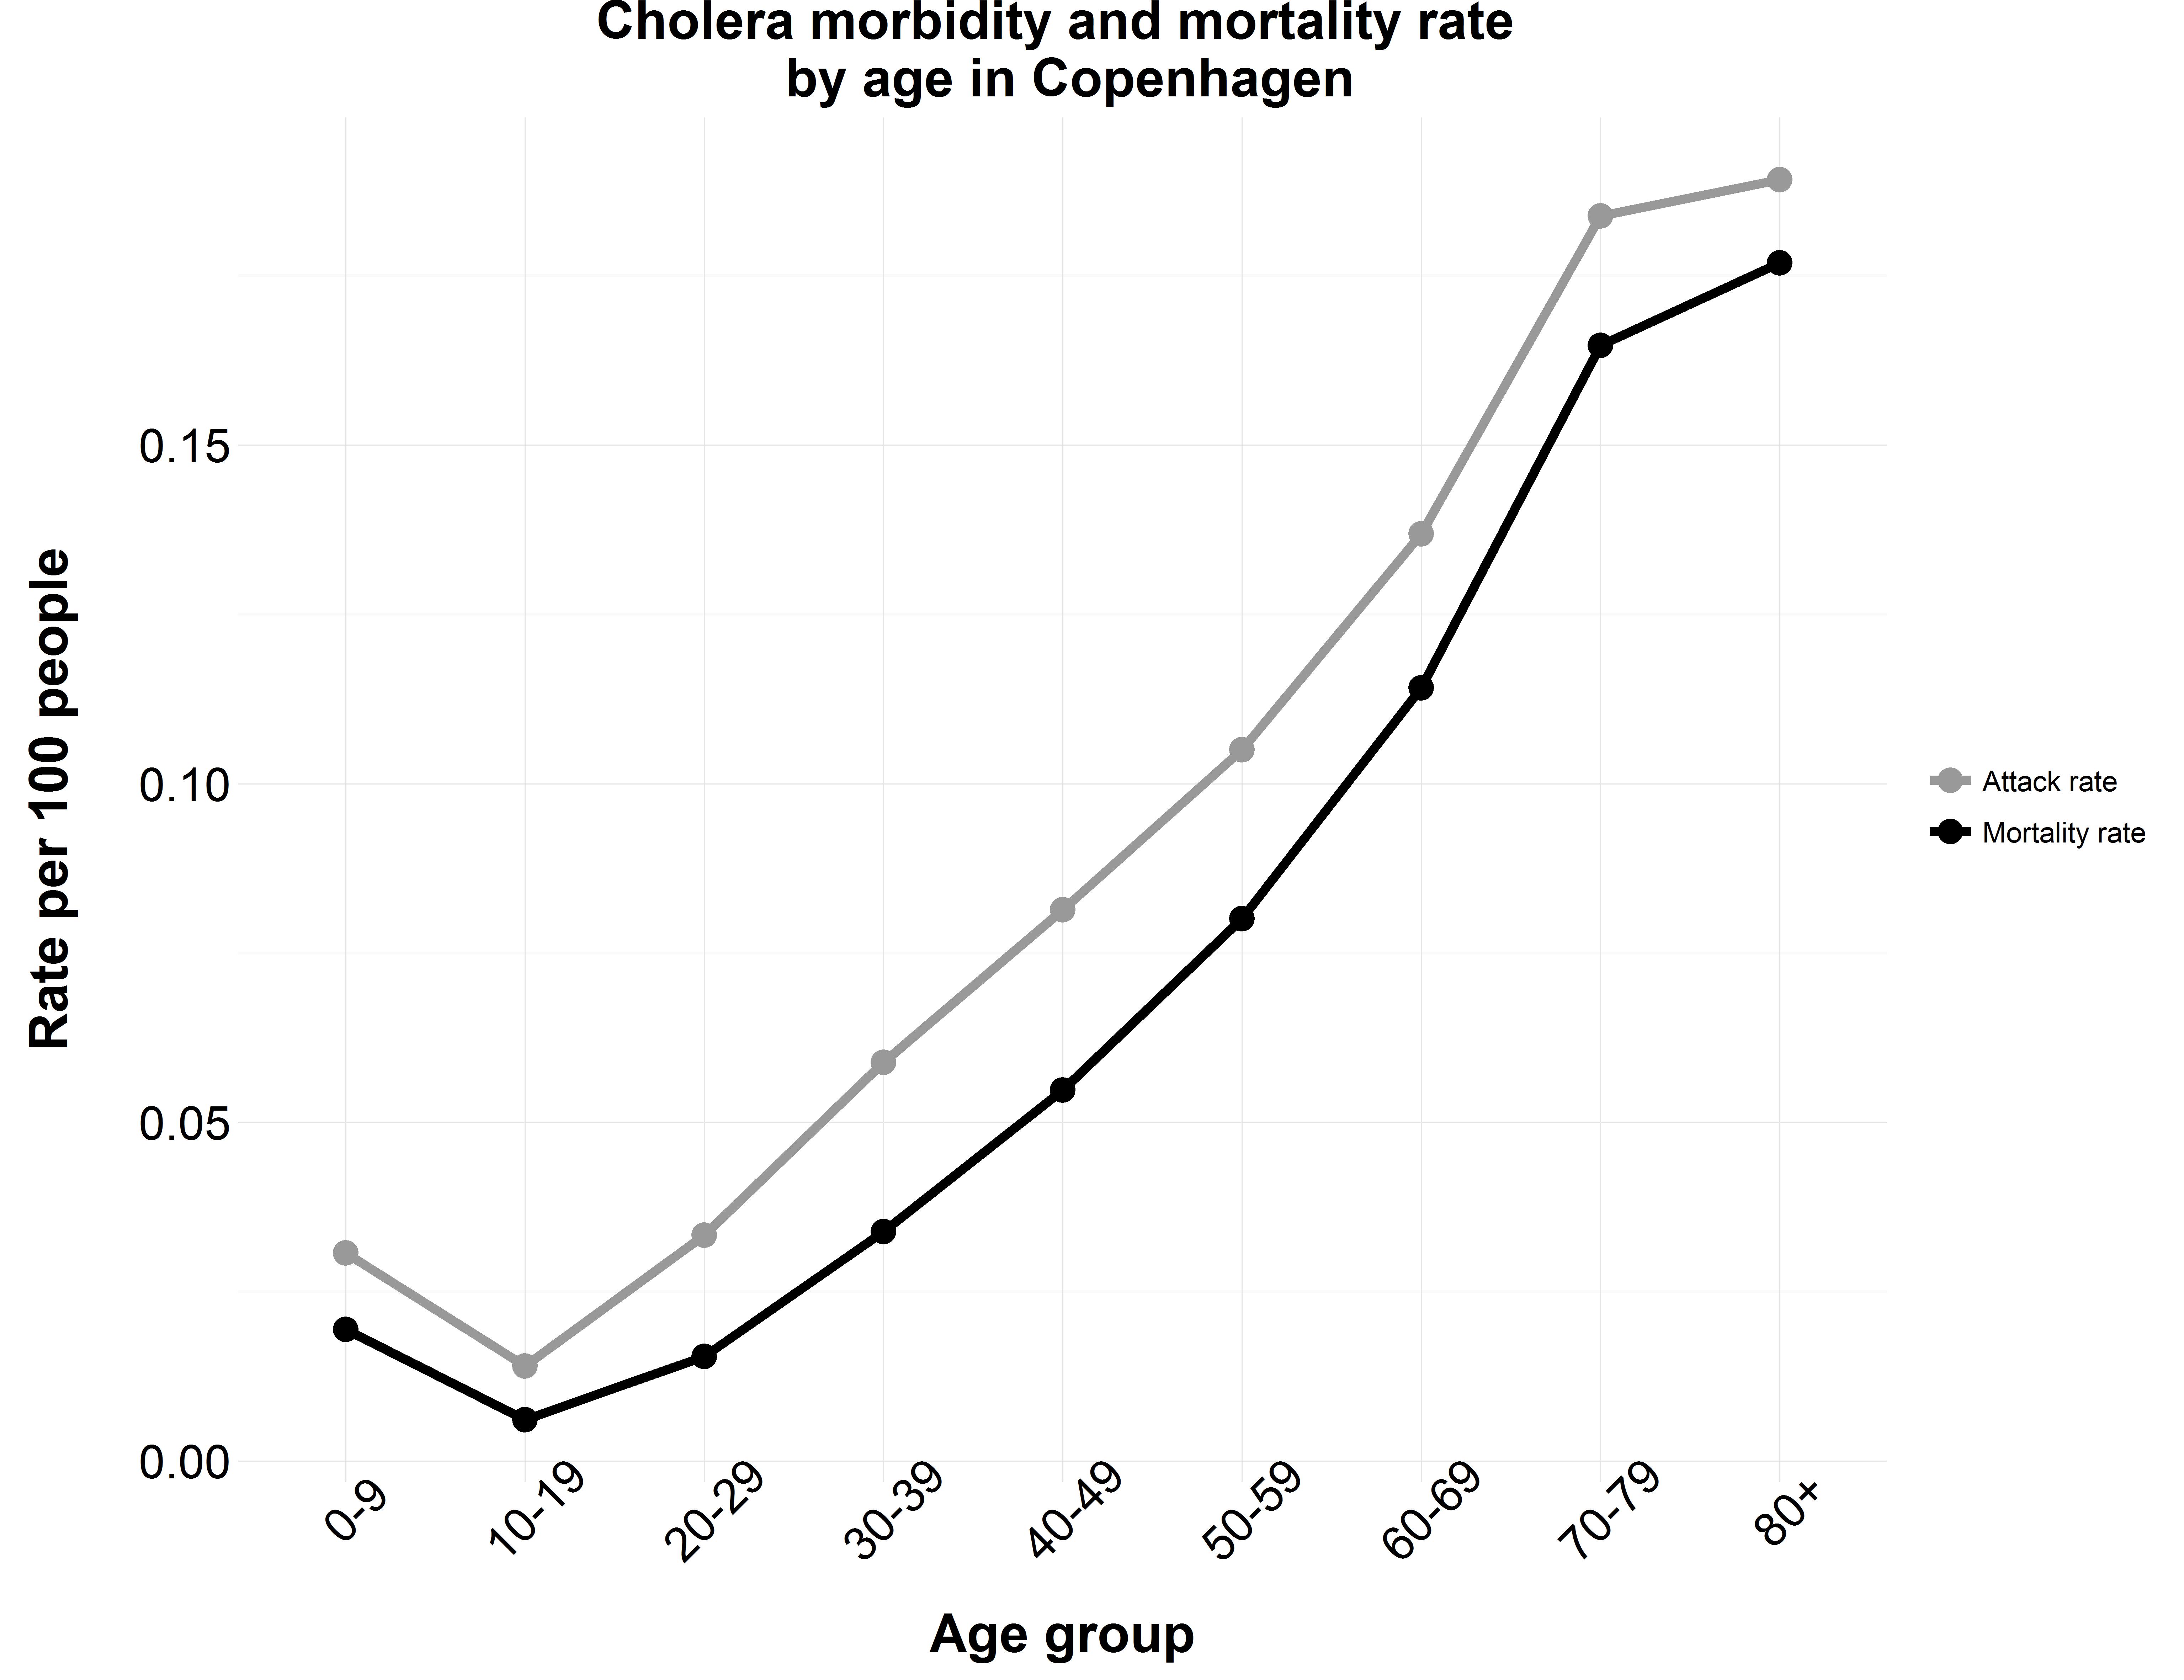 Cholera morbidity and mortality rate
by age in Copenhagen
Rate per 100 people
0.15
0.10
0.05
0.00
0-9
10-19
20-29
30-39
40-49
50-59
60-69
70-79
80+
Age group
Attack rate
Mortality rate